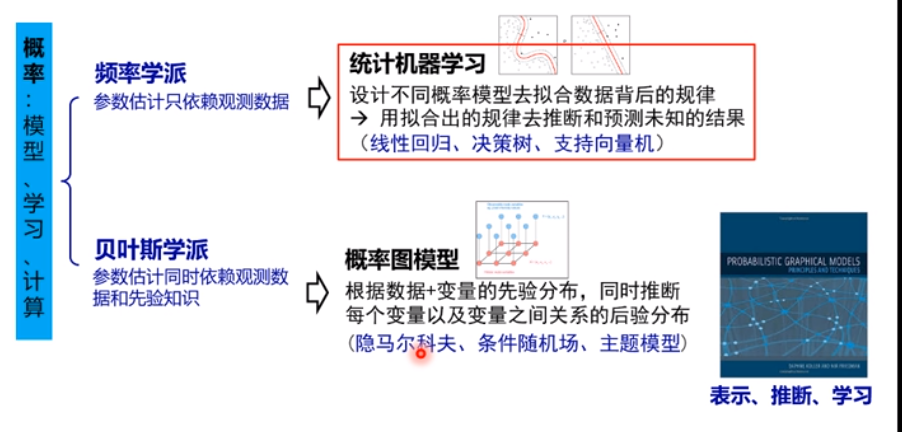 概率：模型、学习、计算
频率学派
参数估计只依赖观测数据
统计机器学习
设计不同概率模型去拟合数据背后的规律
→ 用拟合出的规律去推断和预测未知的结果
（线性回归、决策树、支持向量机）
贝叶斯学派
参数估计同时依赖观测数
据和先验知识
概率图模型
根据数据+变量的先验分布，同时推断
每个变量以及变量之间关系的后验分布
(隐马尔科夫、条件随机场、主题模型)
PROBABILISTIC GRAPHICAL MODELS
PRINCIPLES AND TECHNIQUES
DAPHNE KOLLER AND NIR FRIEDMAN
表示、推断、学习